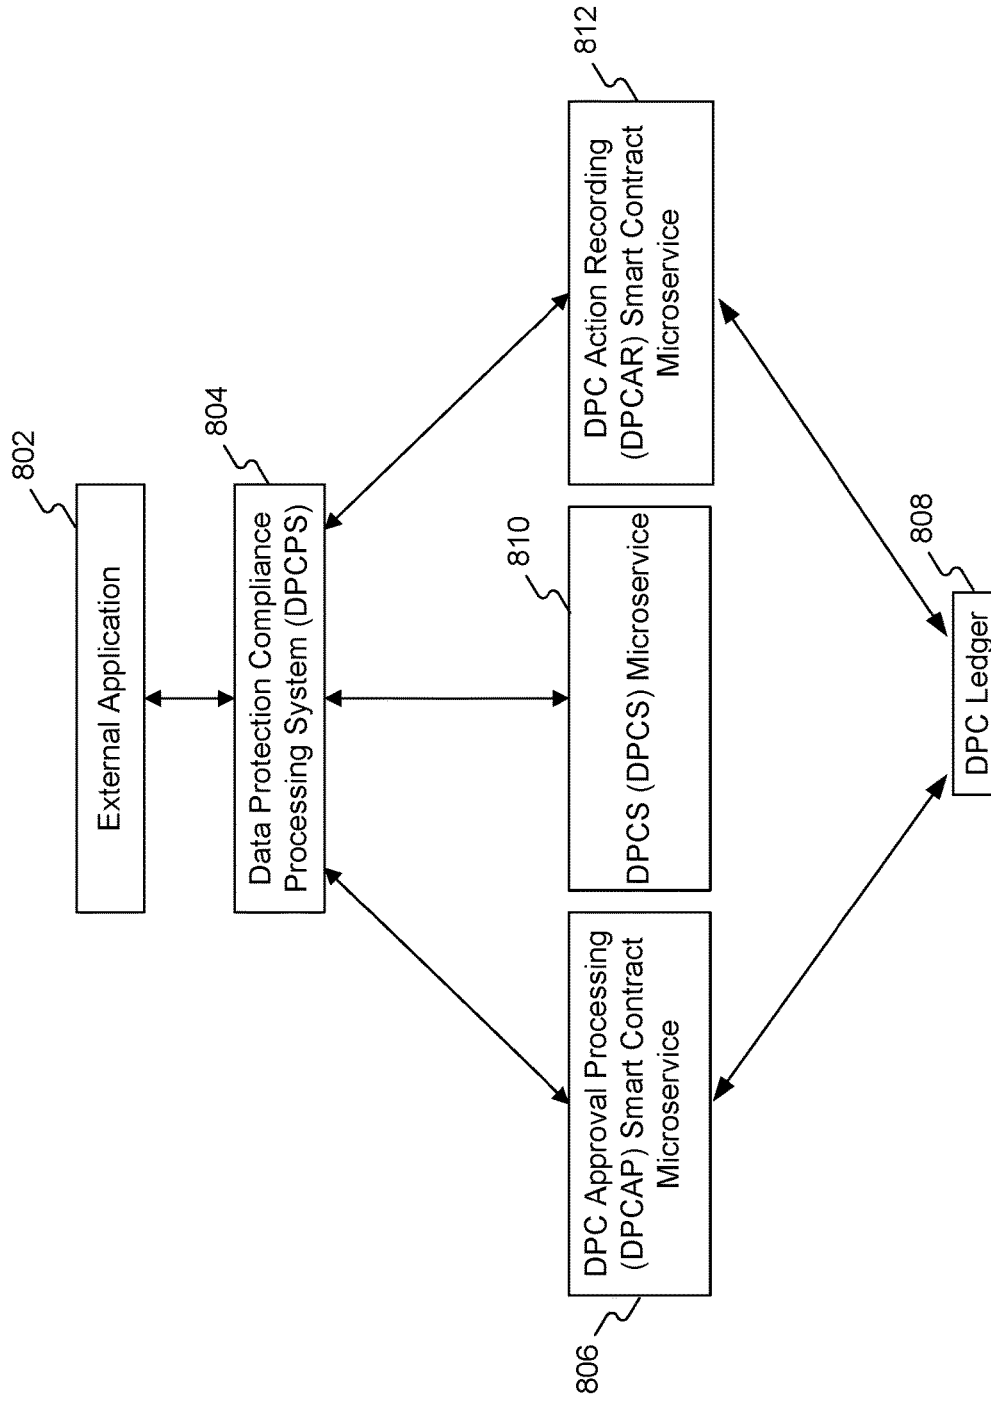 802
External Application
804
Data Protection Compliance
Processing System (DPCPS)
806
DPC Approval Processing
(DPCAP) Smart Contract
Microservice
810
DPCS (DPCS) Microservice
812
DPC Action Recording
(DPCAR) Smart Contract
Microservice
808
DPC Ledger